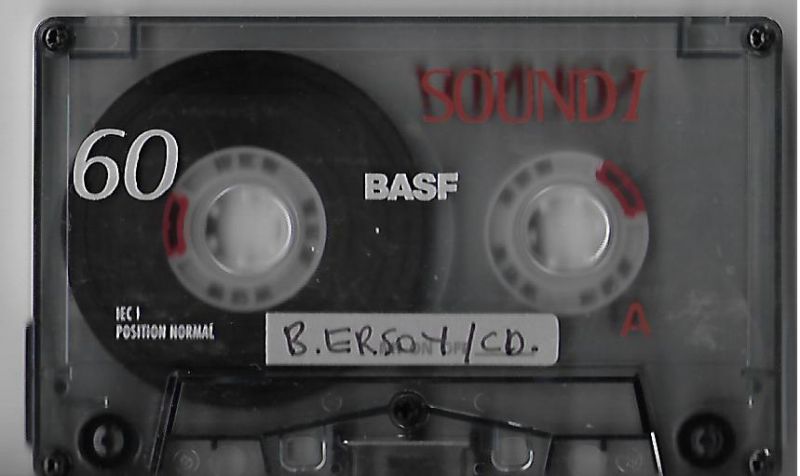 SOUND I
60
BASF
IEC I
POSITION NORMAL
A
B.ERSOY/CD.